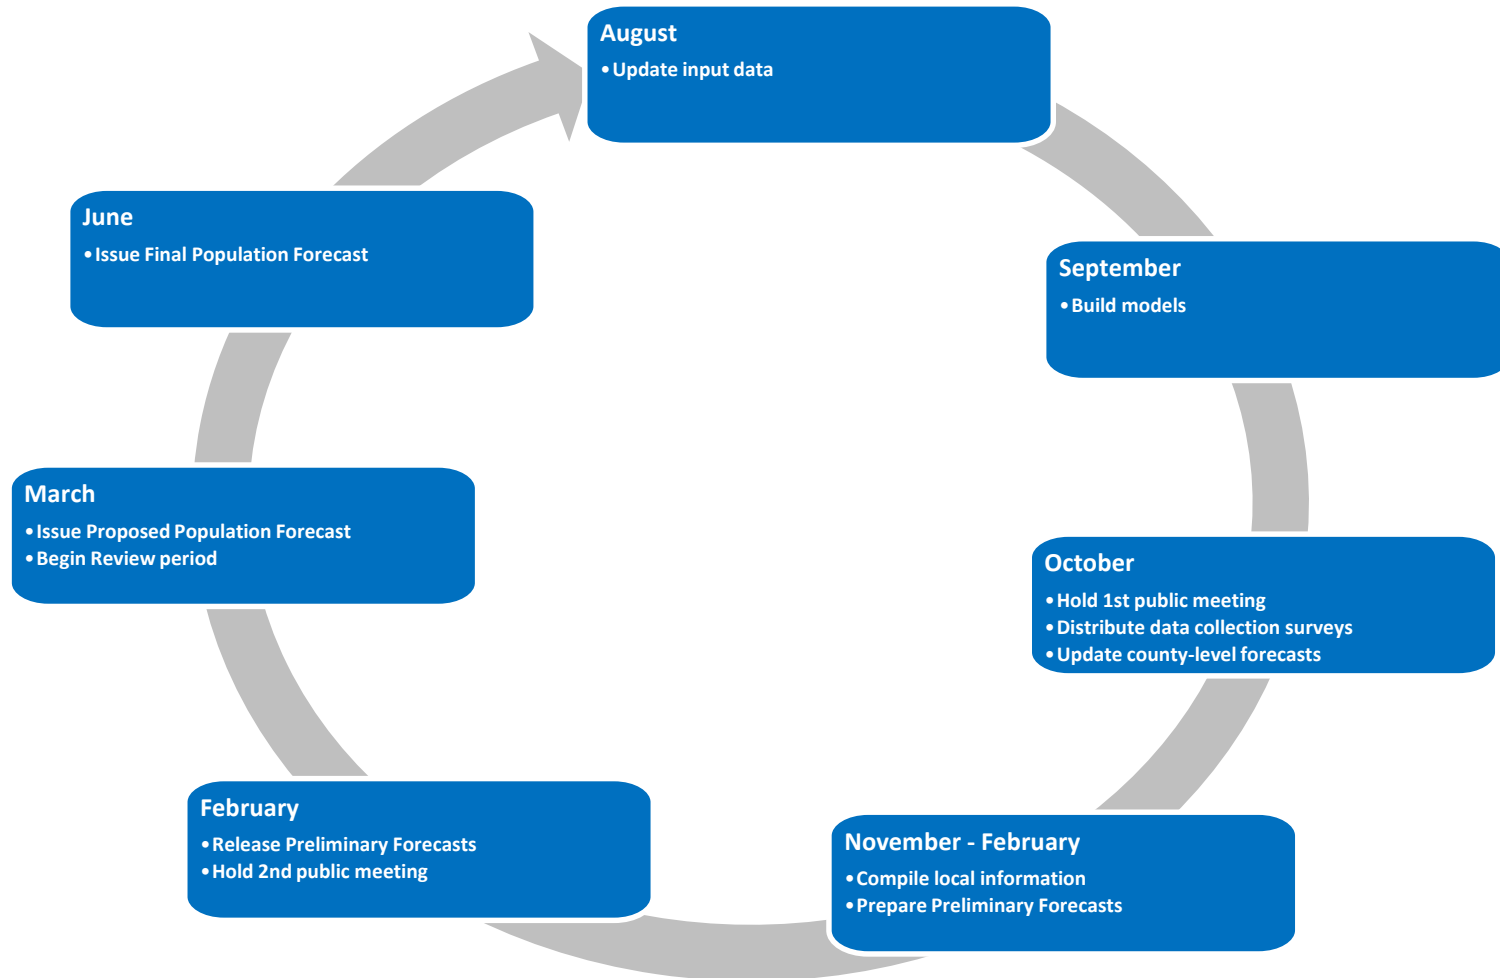 August
• Update input data
September
• Build models
October
• Hold 1st public meeting
• Distribute data collection surveys
• Update county-level forecasts
November - February
• Compile local information
• Prepare Preliminary Forecasts
February
• Release Preliminary Forecasts
• Hold 2nd public meeting
March
• Issue Proposed Population Forecast
• Begin Review period
June
• Issue Final Population Forecast